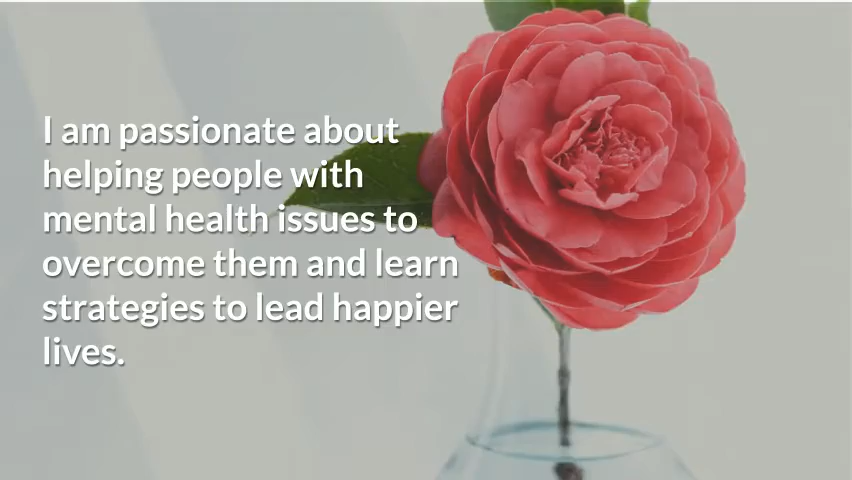 I am passionate about
helping people with
mental health issues to
overcome them and learn
strategies to lead happier
lives.